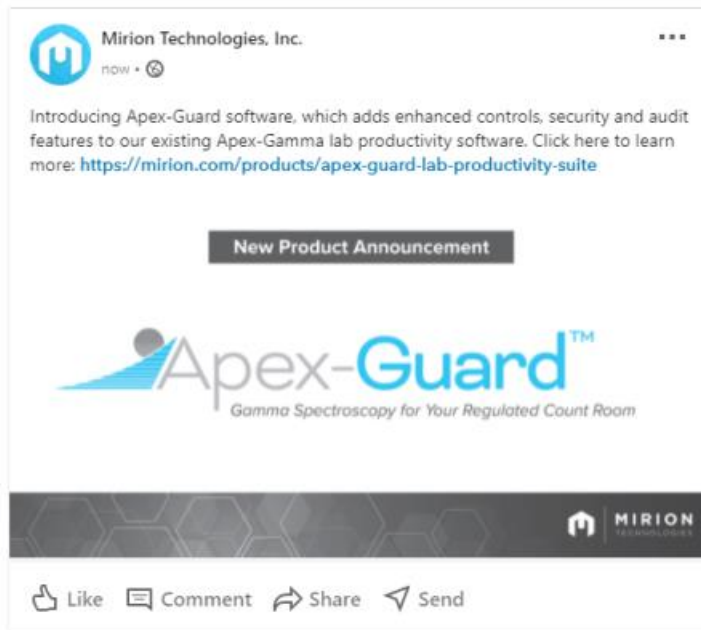 Mirion Technologies, Inc.
now •
Introducing Apex-Guard software, which adds enhanced controls, security and audit
features to our existing Apex-Gamma lab productivity software. Click here to learn
more: https://mirion.com/products/apex-guard-lab-productivity-suite
New Product Announcement
Apex-Guard™
Gamma Spectroscopy for Your Regulated Count Room
MIRION
TECHNOLOGIES
Like Comment Share Send